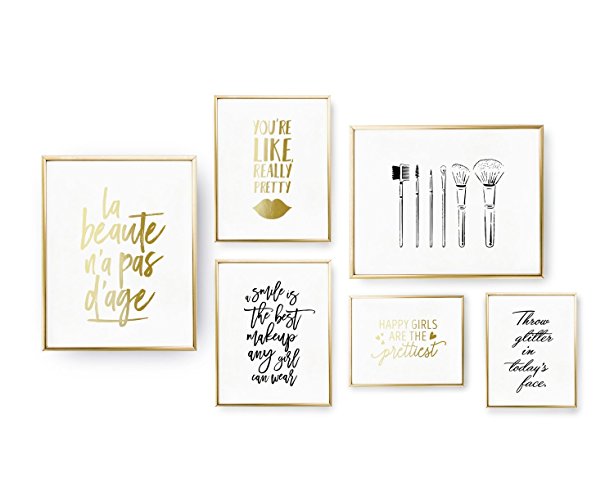 la
beaute
n'a pas
d'age
YOU'RE
LIKE,
REALLY
PRETTY
a smile is
the best
makeup
any girl
can wear
HAPPY GIRLS
ARE THE
prettiest
Throw
glitter
in
today's
face.